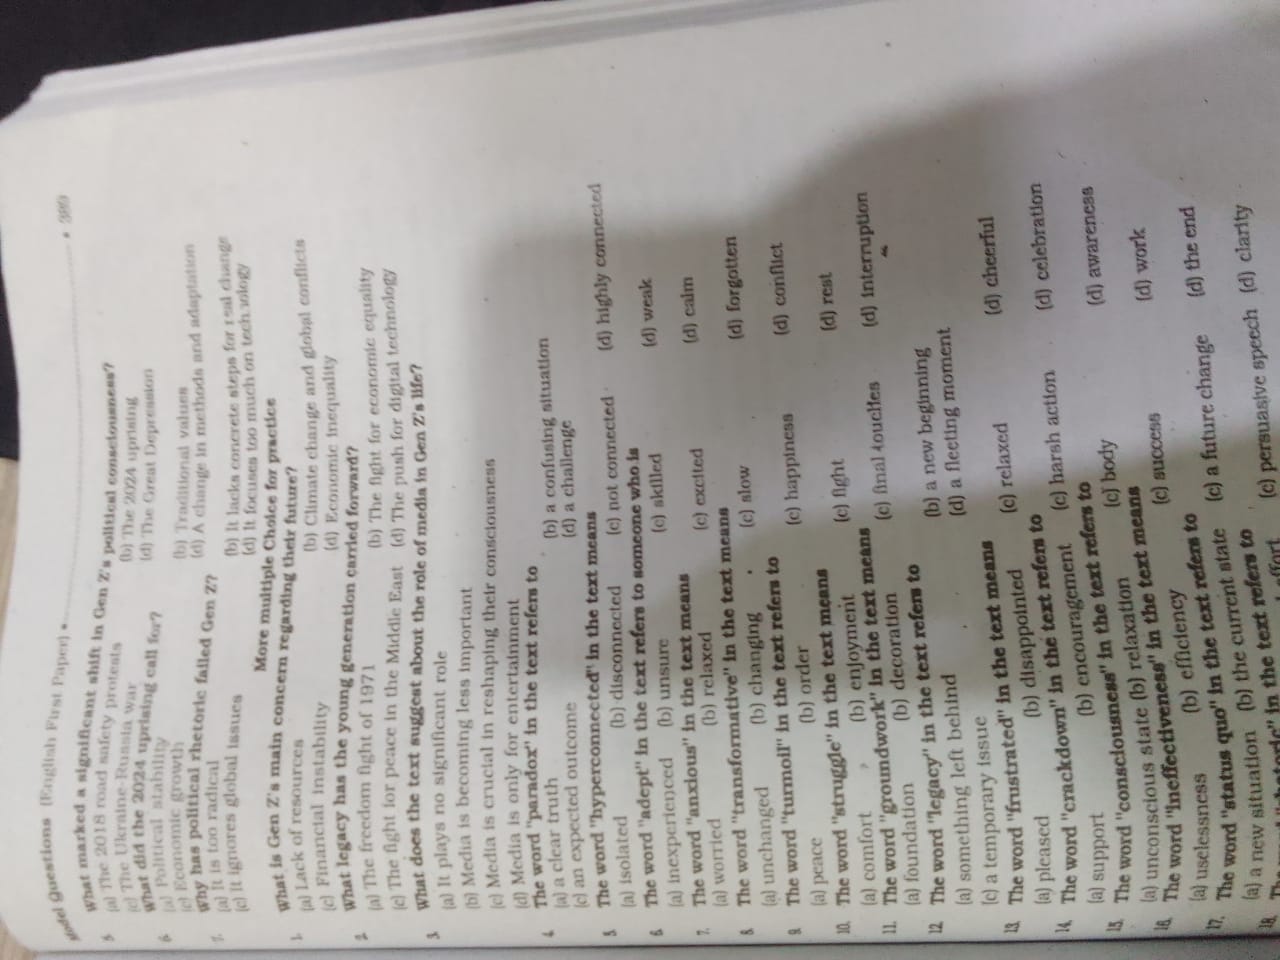 Model Questions [English First Paper] • • 389
5. What marked a significant shift in Gen Z's political consciousness?
(a) The 2018 road safety protests (b) The 2024 uprising
(c) The Ukraine-Russia war (d) The Great Depression
6. What did the 2024 uprising call for?
(a) Political stability (b) Traditional values
(c) Economic growth (d) A change in methods and adaptation
7. Why has political rhetoric failed Gen Z?
(a) It is too radical (b) It lacks concrete steps for real change
(c) It ignores global issues (d) It focuses too much on technology
More multiple Choice for practice
1. What is Gen Z's main concern regarding their future?
(a) Lack of resources (b) Climate change and global conflicts
(c) Financial instability (d) Economic inequality
2. What legacy has the young generation carried forward?
(a) The freedom fight of 1971 (b) The fight for economic equality
(c) The fight for peace in the Middle East (d) The push for digital technology
3. What does the text suggest about the role of media in Gen Z's life?
(a) It plays no significant role
(b) Media is becoming less important
(c) Media is crucial in reshaping their consciousness
(d) Media is only for entertainment
4. The word "paradox" in the text refers to
(a) a clear truth (b) a confusing situation
(c) an expected outcome (d) a challenge
5. The word "hyperconnected" in the text means
(a) isolated (b) disconnected (c) not connected (d) highly connected
6. The word "adept" in the text refers to someone who is
(a) inexperienced (b) unsure (c) skilled (d) weak
7. The word "anxious" in the text means
(a) worried (b) relaxed (c) excited (d) calm
8. The word "transformative" in the text means
(a) unchanged (b) changing (c) slow (d) forgotten
9. The word "turmoil" in the text refers to
(a) peace (b) order (c) happiness (d) conflict
10. The word "struggle" in the text means
(a) comfort (b) enjoyment (c) fight (d) rest
11. The word "groundwork" in the text means
(a) foundation (b) decoration (c) final touches (d) interruption
12. The word "legacy" in the text refers to
(a) something left behind (b) a new beginning
(c) a temporary issue (d) a fleeting moment
13. The word "frustrated" in the text means
(a) pleased (b) disappointed (c) relaxed (d) cheerful
14. The word "crackdown" in the text refers to
(a) support (b) encouragement (c) harsh action (d) celebration
15. The word "consciousness" in the text refers to
(a) unconscious state (b) relaxation (c) body (d) awareness
16. The word "ineffectiveness" in the text means
(a) uselessness (b) efficiency (c) success (d) work
17. The word "status quo" in the text refers to
(a) a new situation (b) the current state (c) a future change (d) the end
18. in the text refers to
effort (c) persuasive speech (d) clarity